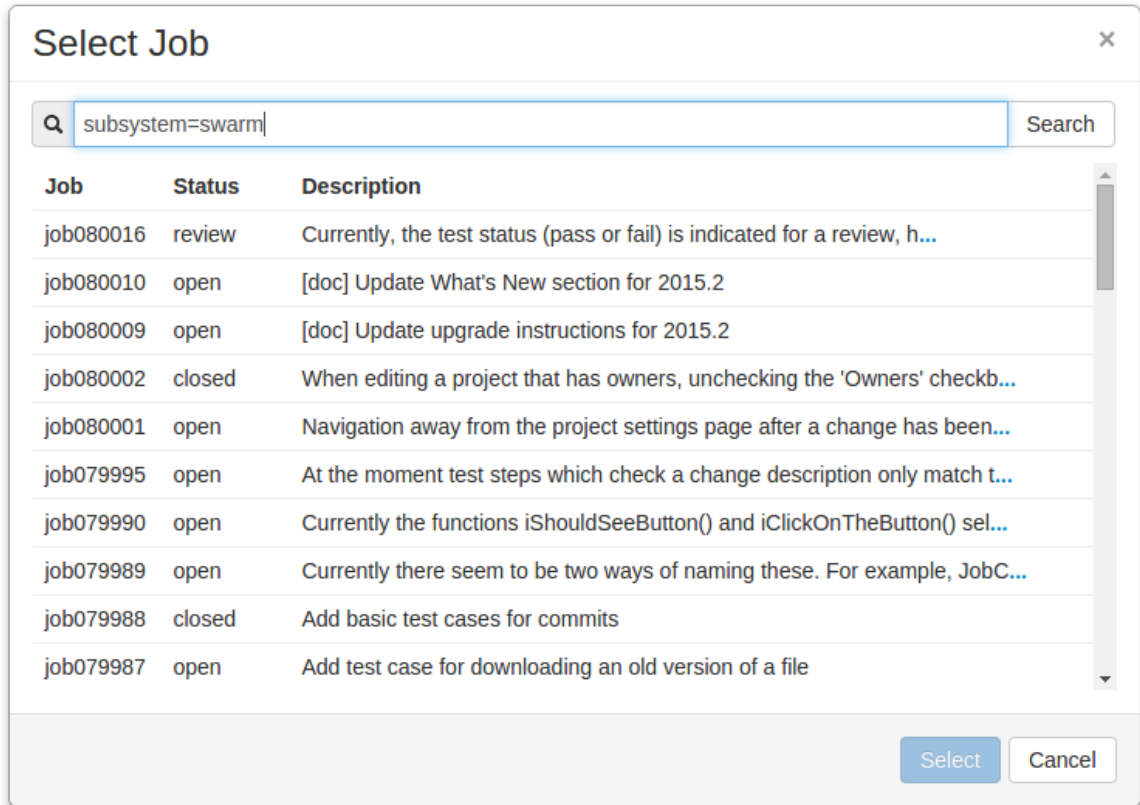 Select Job ×
subsystem=swarm Search
Job Status Description
job080016 review Currently, the test status (pass or fail) is indicated for a review, h...
job080010 open [doc] Update What's New section for 2015.2
job080009 open [doc] Update upgrade instructions for 2015.2
job080002 closed When editing a project that has owners, unchecking the 'Owners' checkb...
job080001 open Navigation away from the project settings page after a change has been...
job079995 open At the moment test steps which check a change description only match t...
job079990 open Currently the functions iShouldSeeButton() and iClickOnTheButton() sel...
job079989 open Currently there seem to be two ways of naming these. For example, JobC...
job079988 closed Add basic test cases for commits
job079987 open Add test case for downloading an old version of a file
Select Cancel